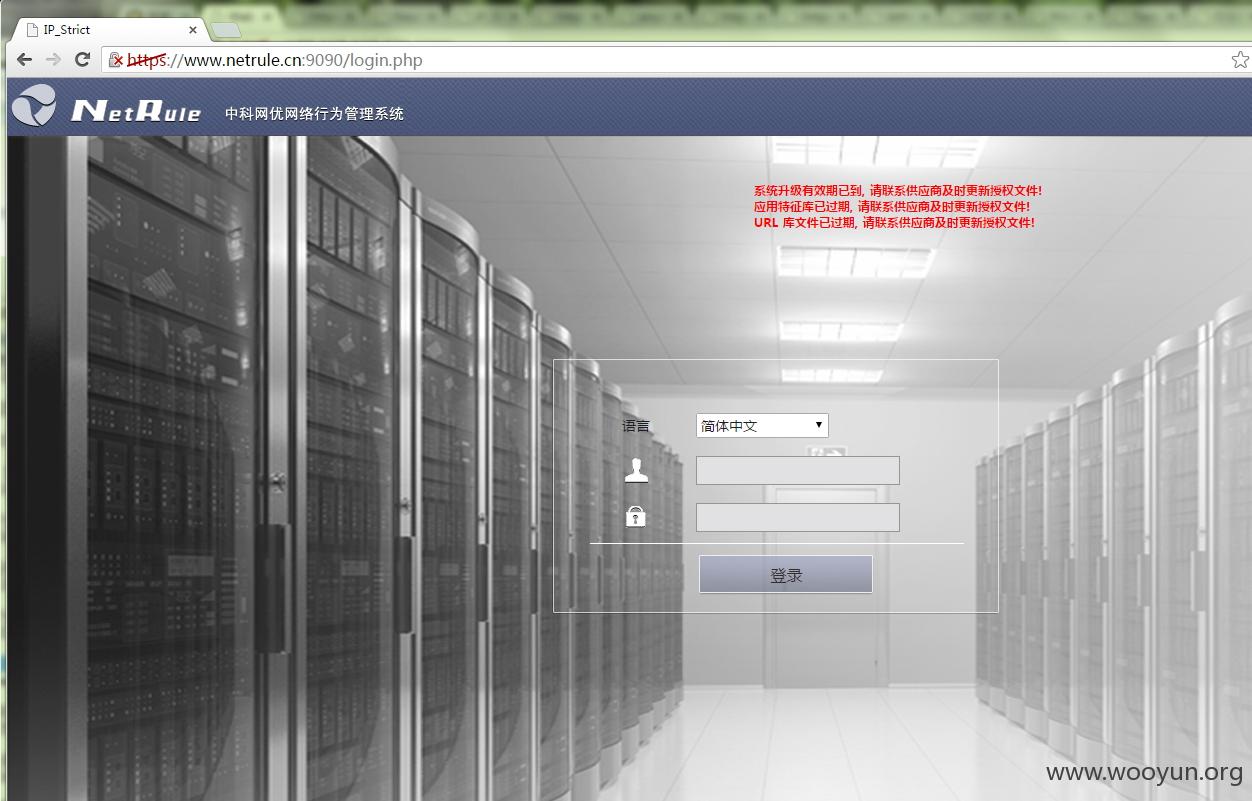 IP_Strict
https://www.netrule.cn:9090/login.php
NetRule 中科网优网络行为管理系统
系统升级有效期已到, 请联系供应商及时更新授权文件!
应用特征库已过期, 请联系供应商及时更新授权文件!
URL 库文件已过期, 请联系供应商及时更新授权文件!
语言 简体中文
登录
www.wooyun.org